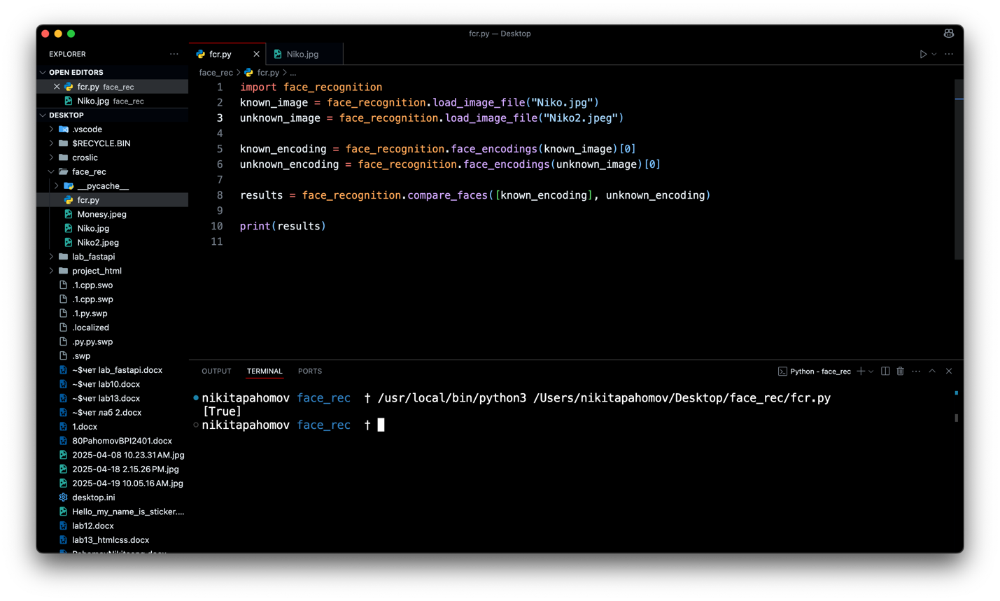 fcr.py — Desktop
EXPLORER
OPEN EDITORS
fcr.py face_rec
Niko.jpg face_rec
DESKTOP
.vscode
$RECYCLE.BIN
croslic
face_rec
__pycache__
fcr.py
Monesy.jpeg
Niko.jpg
Niko2.jpeg
lab_fastapi
project_html
.1.cpp.swo
.1.cpp.swp
.1.py.swp
.localized
.py.py.swp
.swp
~$чет lab_fastapi.docx
~$чет lab10.docx
~$чет lab13.docx
~$чет лаб 2.docx
1.docx
80PahomovBPI2401.docx
2025-04-08 10.23.31 AM.jpg
2025-04-18 2.15.26 PM.jpg
2025-04-19 10.05.16 AM.jpg
desktop.ini
Hello_my_name_is_sticker....
lab12.docx
lab13_htmlcss.docx
fcr.py
Niko.jpg
face_rec > fcr.py > ...
1 import face_recognition
2 known_image = face_recognition.load_image_file("Niko.jpg")
3 unknown_image = face_recognition.load_image_file("Niko2.jpeg")
4
5 known_encoding = face_recognition.face_encodings(known_image)[0]
6 unknown_encoding = face_recognition.face_encodings(unknown_image)[0]
7
8 results = face_recognition.compare_faces([known_encoding], unknown_encoding)
9
10 print(results)
11
OUTPUT TERMINAL PORTS
Python - face_rec
nikitapahomov face_rec † /usr/local/bin/python3 /Users/nikitapahomov/Desktop/face_rec/fcr.py
[True]
nikitapahomov face_rec †